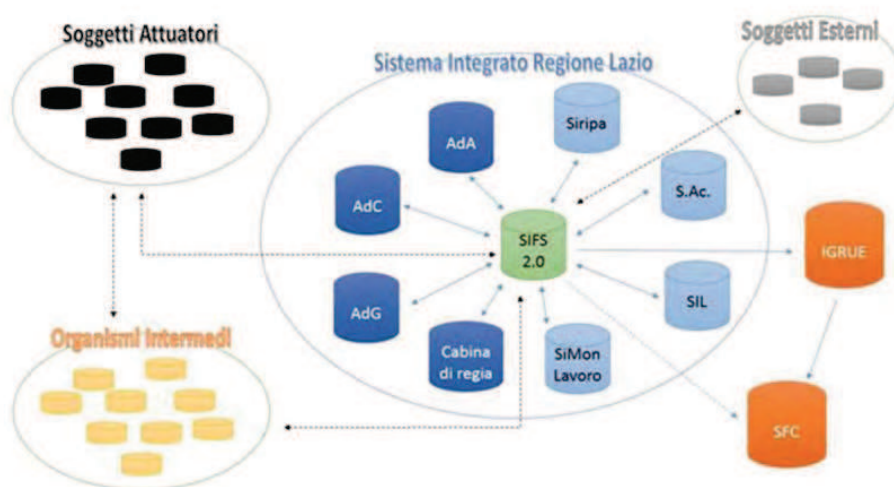 Soggetti Attuatori
Soggetti Esterni
Sistema Integrato Regione Lazio
AdA
Siripa
AdC
S.Ac.
SIFS
2.0
IGRUE
AdG
SIL
Cabina
di regia
SiMon
Lavoro
Organismi Intermedi
SFC